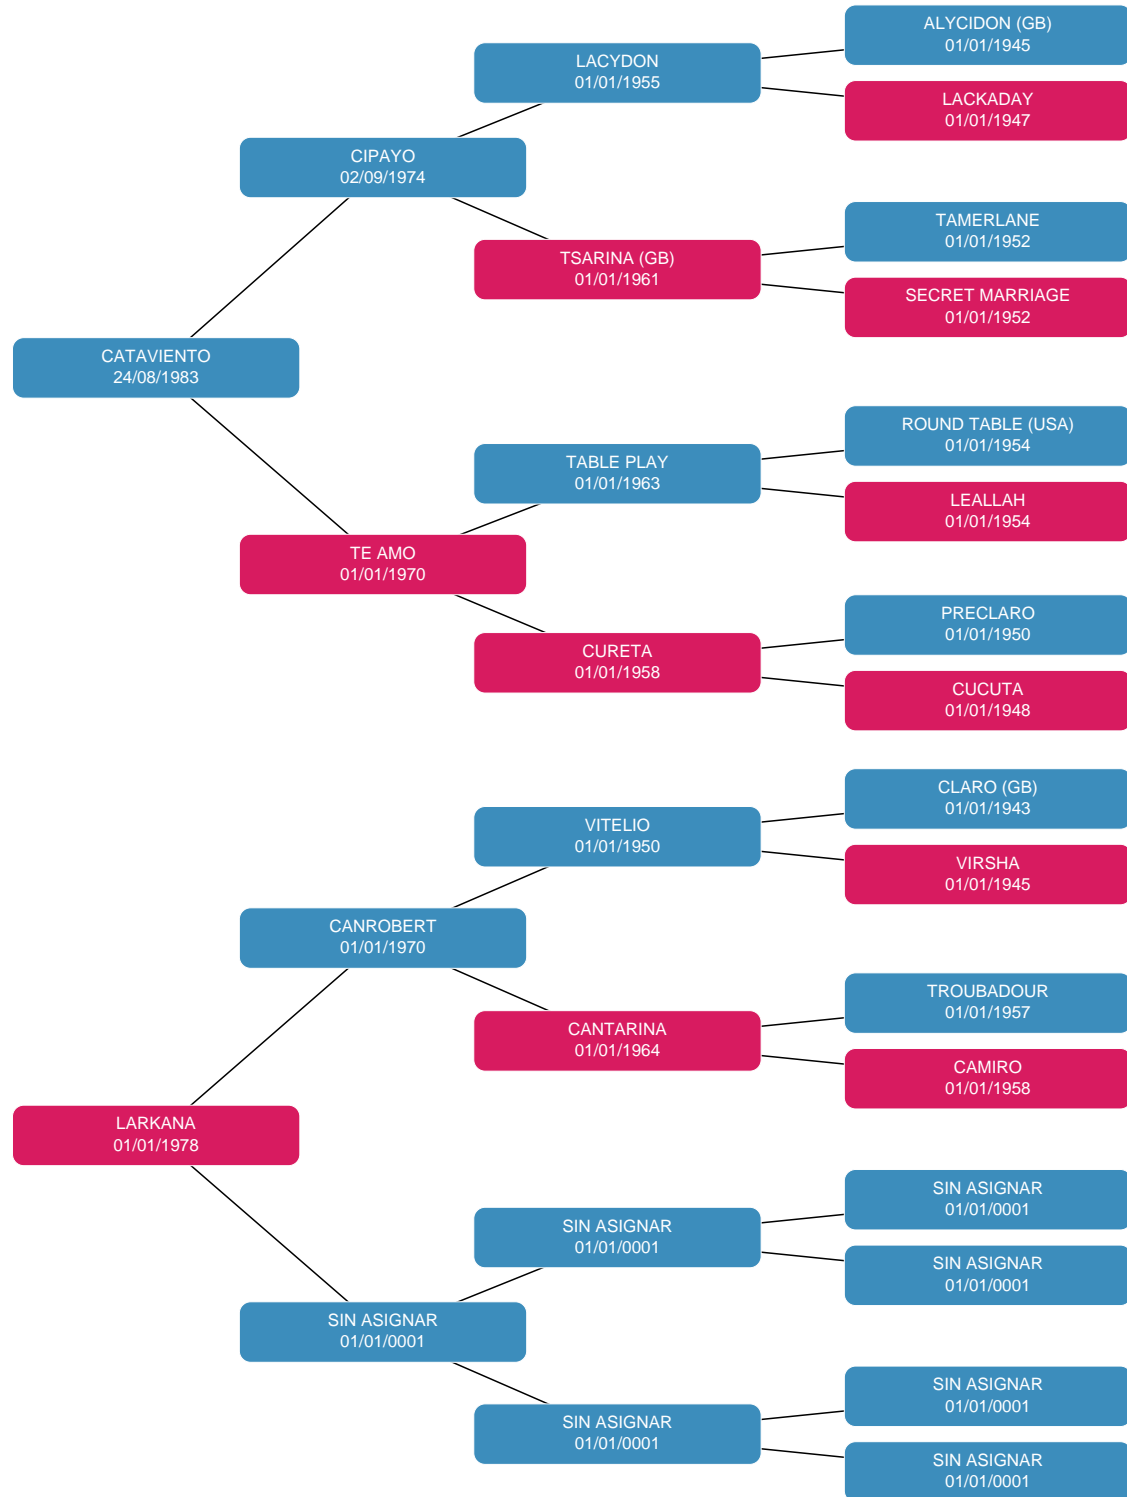 ALYCIDON (GB)
01/01/1945
LACYDON
01/01/1955
LACKADAY
01/01/1947
CIPAYO
02/09/1974
TAMERLANE
01/01/1952
TSARINA (GB)
01/01/1961
SECRET MARRIAGE
01/01/1952
CATAVIENTO
24/08/1983
ROUND TABLE (USA)
01/01/1954
TABLE PLAY
01/01/1963
LEALLAH
01/01/1954
TE AMO
01/01/1970
PRECLARO
01/01/1950
CURETA
01/01/1958
CUCUTA
01/01/1948
CLARO (GB)
01/01/1943
VITELIO
01/01/1950
VIRSHA
01/01/1945
CANROBERT
01/01/1970
TROUBADOUR
01/01/1957
CANTARINA
01/01/1964
CAMIRO
01/01/1958
LARKANA
01/01/1978
SIN ASIGNAR
01/01/0001
SIN ASIGNAR
01/01/0001
SIN ASIGNAR
01/01/0001
SIN ASIGNAR
01/01/0001
SIN ASIGNAR
01/01/0001
SIN ASIGNAR
01/01/0001
SIN ASIGNAR
01/01/0001